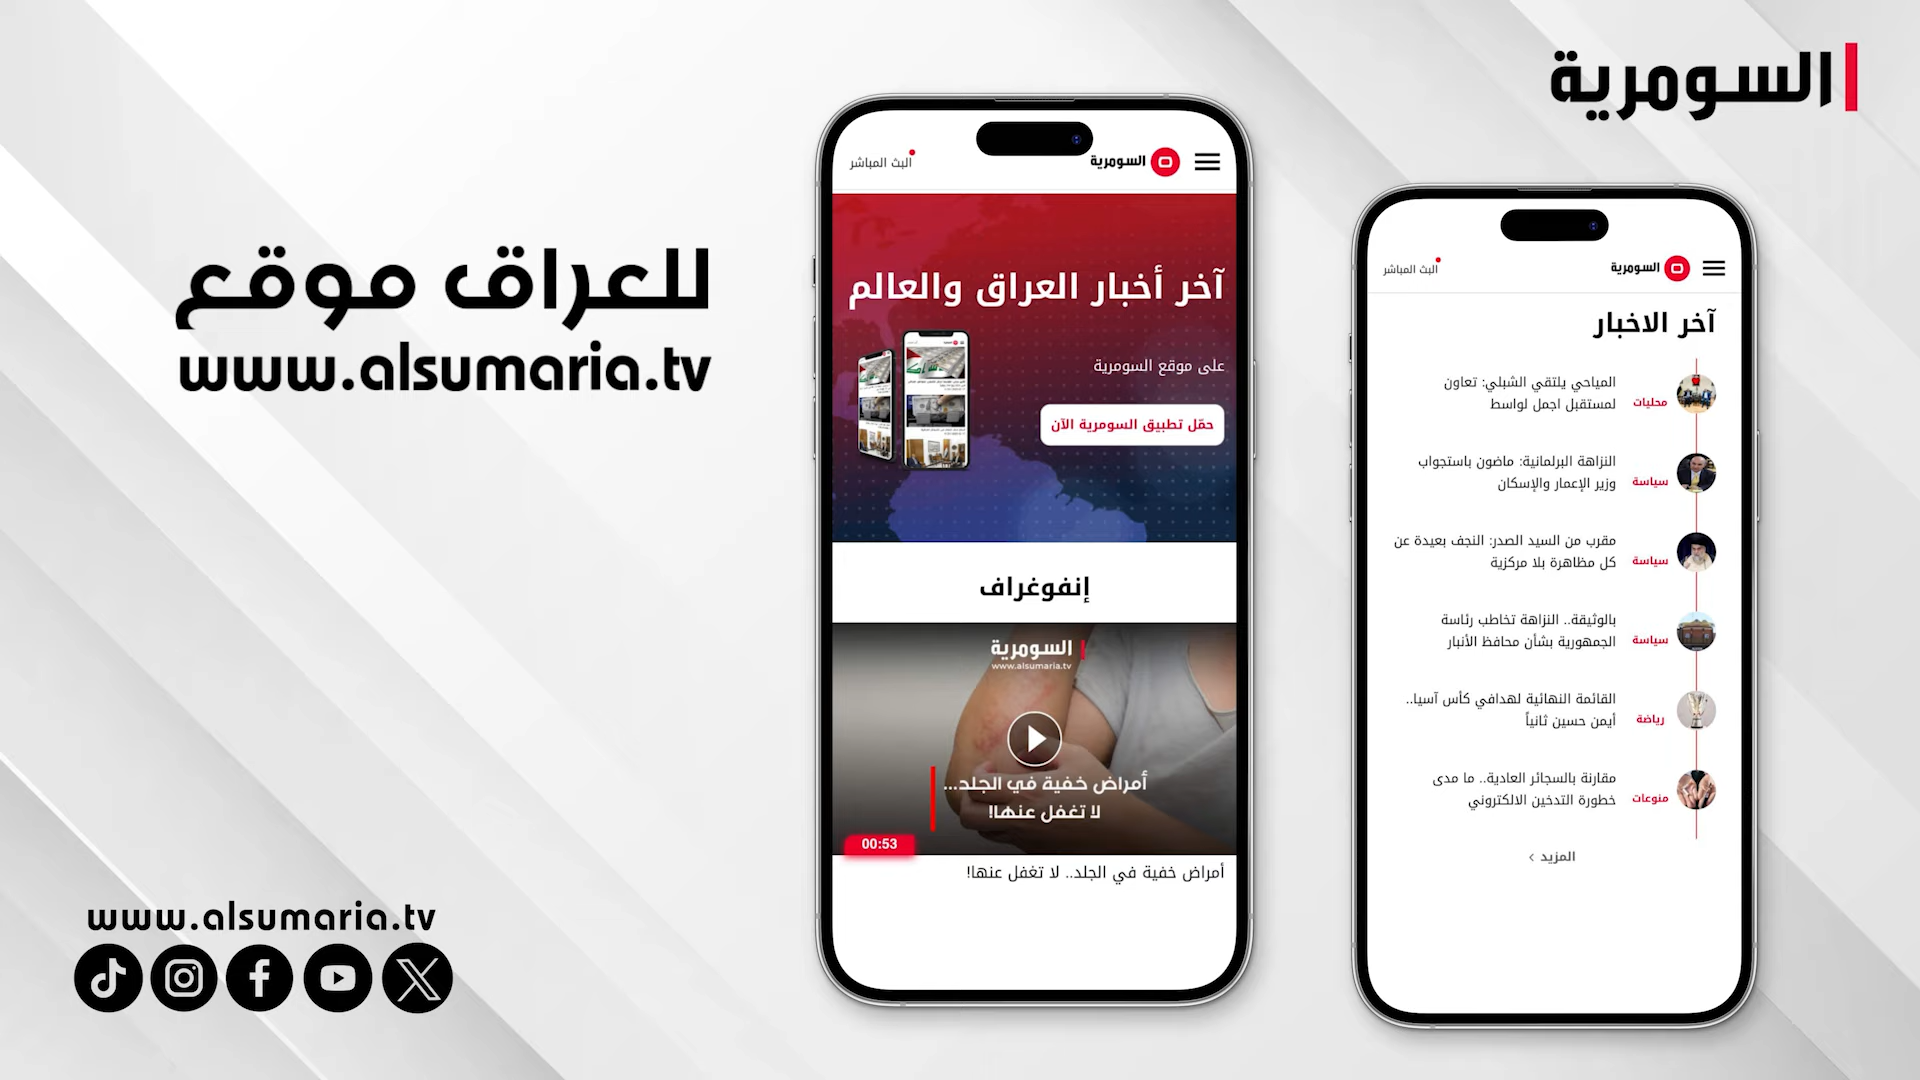 السومرية
للعراق موقع
www.alsumaria.tv
السومرية
البث المباشر
آخر أخبار العراق والعالم
على موقع السومرية
حمّل تطبيق السومرية الآن
إنفوغراف
السومرية
www.alsumaria.tv
أمراض خفية في الجلد...
لا تغفل عنها!
00:53
أمراض خفية في الجلد.. لا تغفل عنها!
السومرية
البث المباشر
آخر الاخبار
محليات
المياحي يلتقي الشبلي: تعاون
لمستقبل اجمل لواسط
سياسة
النزاهة البرلمانية: ماضون باستجواب
وزير الإعمار والإسكان
سياسة
مقرب من السيد الصدر: النجف بعيدة عن
كل مظاهرة بلا مركزية
سياسة
بالوثيقة.. النزاهة تخاطب رئاسة
الجمهورية بشأن محافظ الأنبار
رياضة
القائمة النهائية لهدافي كأس آسيا..
أيمن حسين ثانياً
منوعات
مقارنة بالسجائر العادية.. ما مدى
خطورة التدخين الالكتروني
المزيد
www.alsumaria.tv